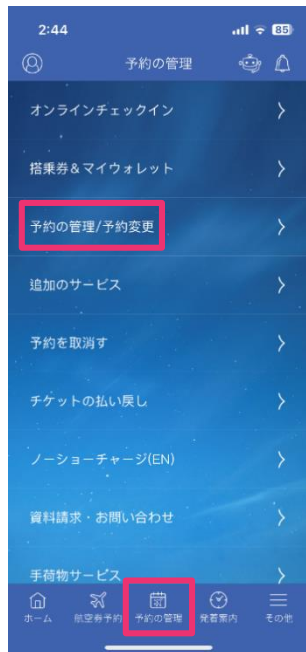 2:44
85
予約の管理
オンラインチェックイン
搭乗券&マイウォレット
予約の管理/予約変更
追加のサービス
予約を取消す
チケットの払い戻し
ノーショーチャージ(EN)
資料請求・お問い合わせ
手荷物サービス
31
ホーム
航空券予約
予約の管理
発着案内
その他